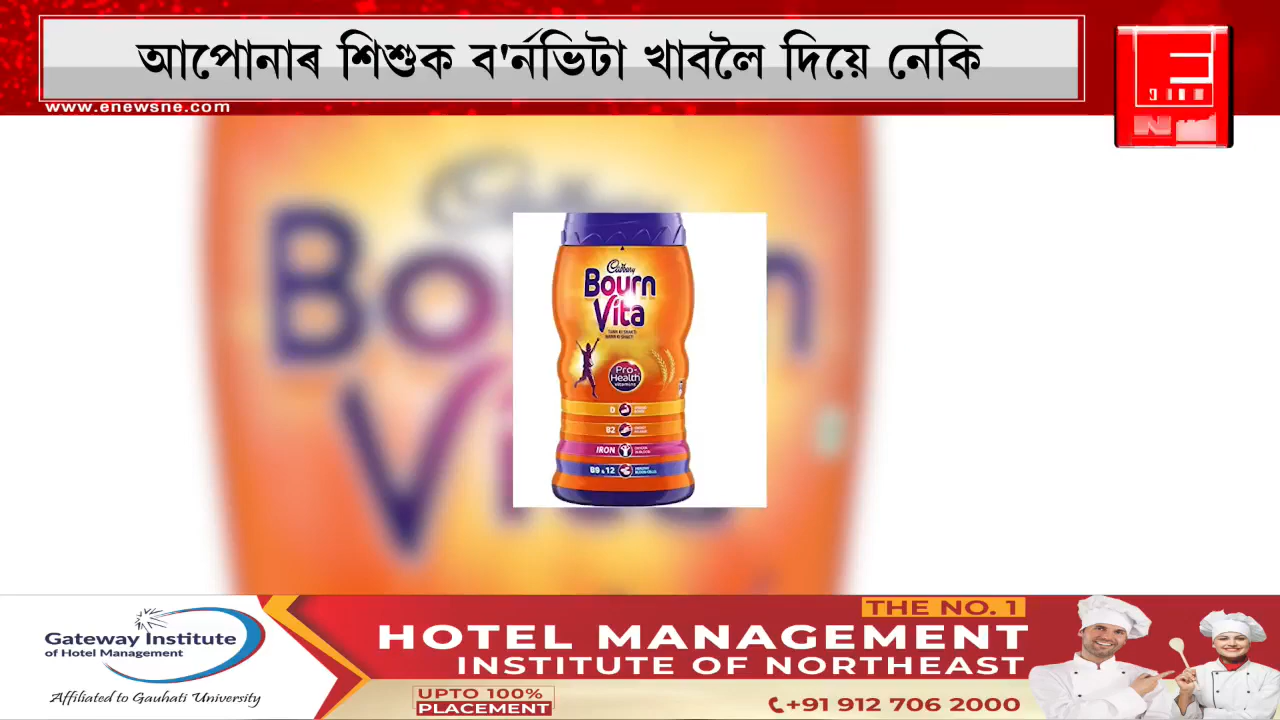 আপোনাৰ শিশুক ব'ৰ্নভিটা খাবলৈ দিয়ে নেকি
www.enewsne.com
Cadbury
Bourn
Vita
Pro-
Health
vitamins
D
B2
IRON
B9 & 12
Gateway Institute
of Hotel Management
Affiliated to Gauhati University
THE NO. 1
HOTEL MANAGEMENT
INSTITUTE OF NORTHEAST
UPTO 100%
PLACEMENT
+91 912 706 2000